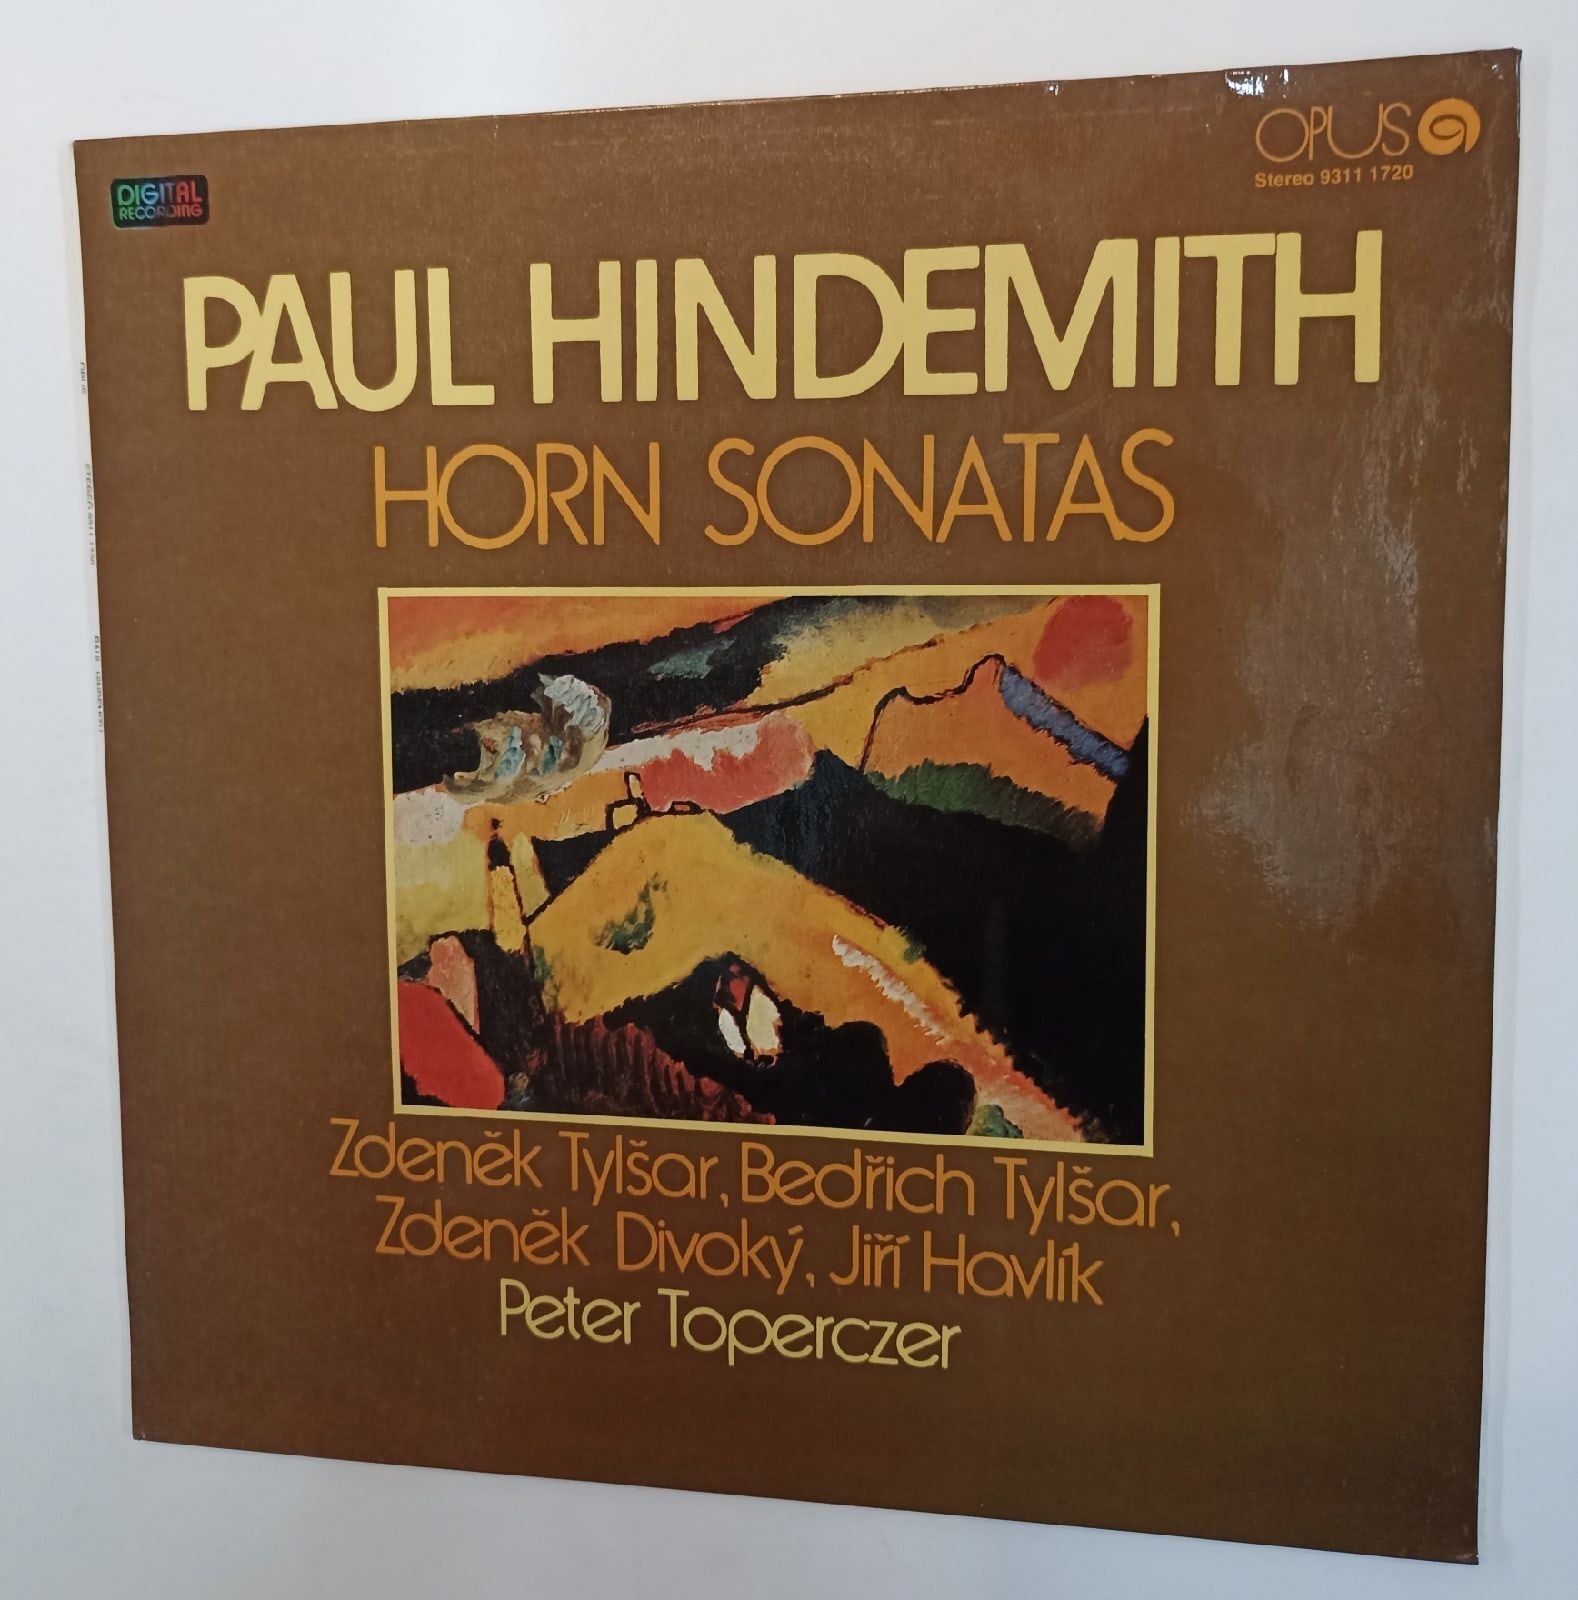 DIGITAL
RECORDING
OPUS
Stereo 9311 1720
PAUL HINDEMITH
HORN SONATAS
Zdeněk Tylšar, Bedřich Tylšar,
Zdeněk Divoký, Jiří Havlík
Peter Toperczer